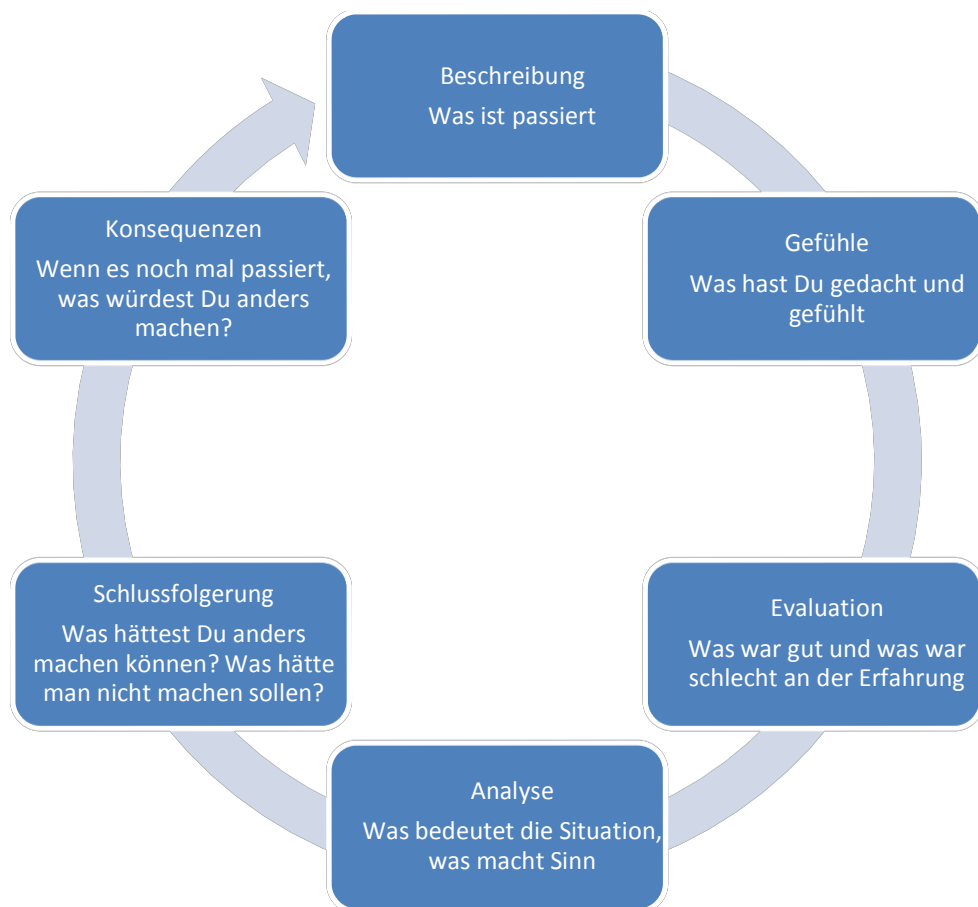 Beschreibung
Was ist passiert
Gefühle
Was hast Du gedacht und
gefühlt
Evaluation
Was war gut und was war
schlecht an der Erfahrung
Analyse
Was bedeutet die Situation,
was macht Sinn
Schlussfolgerung
Was hättest Du anders
machen können? Was hätte
man nicht machen sollen?
Konsequenzen
Wenn es noch mal passiert,
was würdest Du anders
machen?